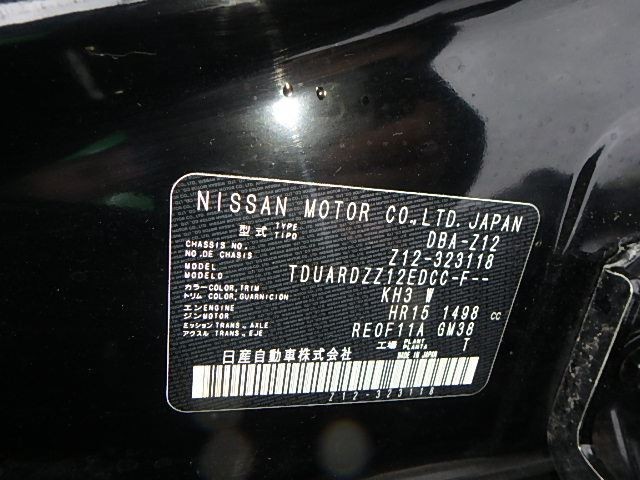 NISSAN MOTOR CO.,LTD.JAPAN
型式 TYPE TIPO DBA-Z12
CHASSIS NO. NO.DE CHASSIS Z12-323118
MODEL MODELO TDUARDZZ12EDCC-F--
カラー COLOR,TRIM トリム COLOR,GUARNICION KH3 W
エンジン ENGINE MOTOR HR15 1498 cc
ミッション TRANS., AXLE アクスル TRANS., EJE RE0F11A GM38
工場 PLANT PLANTA T
日産自動車株式会社 MADE IN JAPAN
Z12-323118